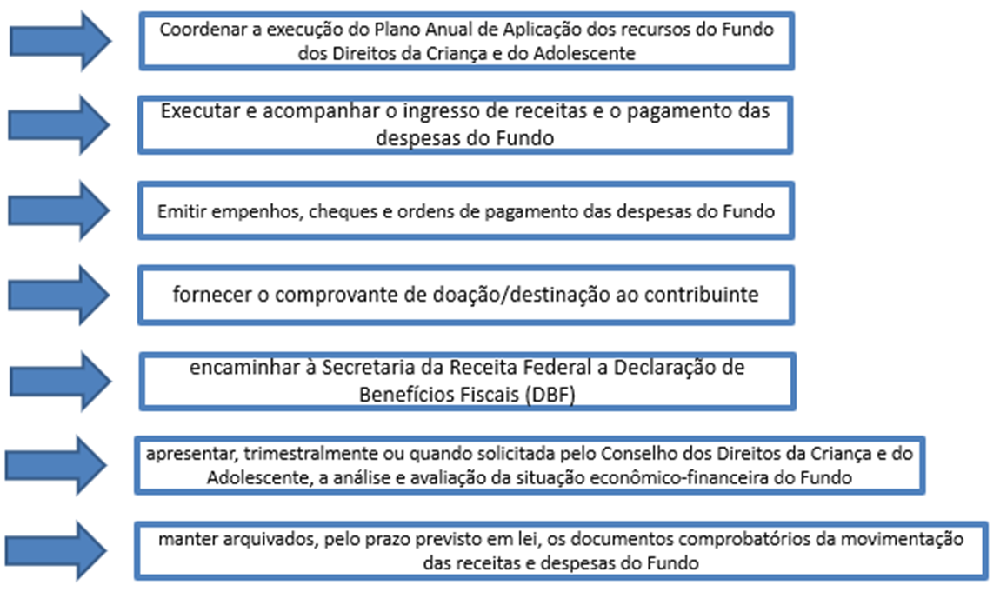 Coordenar a execução do Plano Anual de Aplicação dos recursos do Fundo
dos Direitos da Criança e do Adolescente
Executar e acompanhar o ingresso de receitas e o pagamento das
despesas do Fundo
Emitir empenhos, cheques e ordens de pagamento das despesas do Fundo
fornecer o comprovante de doação/destinação ao contribuinte
encaminhar à Secretaria da Receita Federal a Declaração de
Benefícios Fiscais (DBF)
apresentar, trimestralmente ou quando solicitada pelo Conselho dos Direitos da Criança e do
Adolescente, a análise e avaliação da situação econômico-financeira do Fundo
manter arquivados, pelo prazo previsto em lei, os documentos comprobatórios da movimentação
das receitas e despesas do Fundo